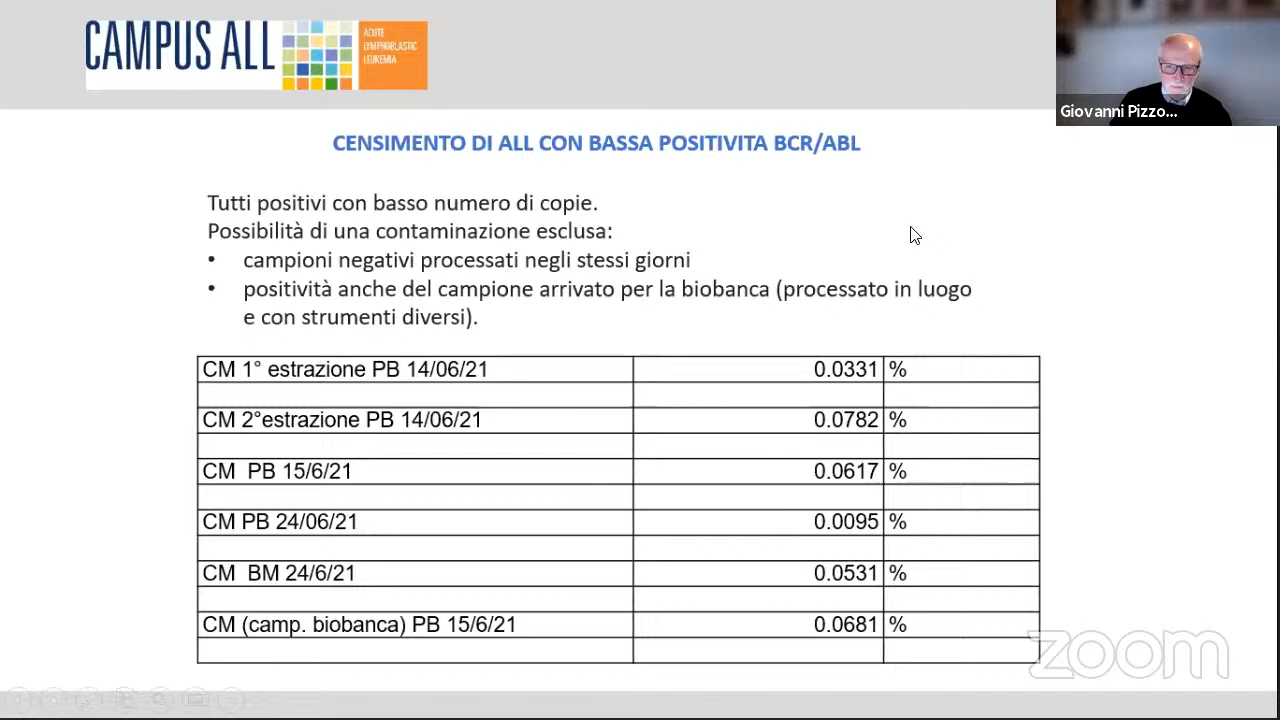 CAMPUS ALL
ACUTE
LYMPHOBLASTIC
LEUKEMIA
Giovanni Pizzo...
CENSIMENTO DI ALL CON BASSA POSITIVITA BCR/ABL
Tutti positivi con basso numero di copie.
Possibilità di una contaminazione esclusa:
• campioni negativi processati negli stessi giorni
• positività anche del campione arrivato per la biobanca (processato in luogo
e con strumenti diversi).
CM 1° estrazione PB 14/06/21 0.0331 %
CM 2°estrazione PB 14/06/21 0.0782 %
CM PB 15/6/21 0.0617 %
CM PB 24/06/21 0.0095 %
CM BM 24/6/21 0.0531 %
CM (camp. biobanca) PB 15/6/21 0.0681 %
zoom